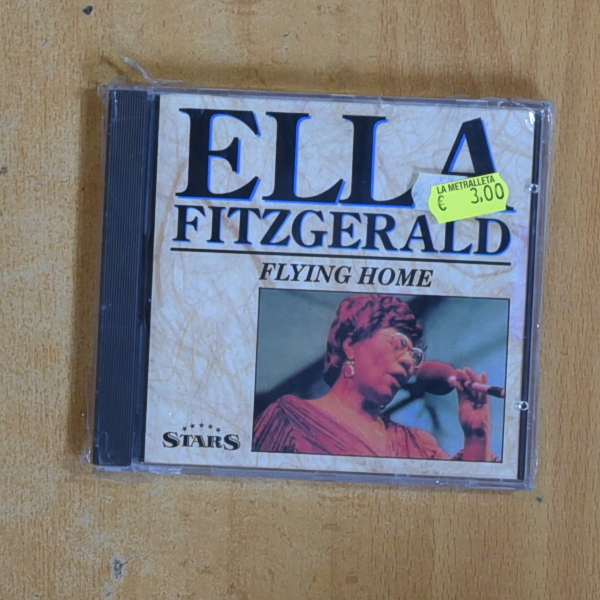 ELLA
LA METRALLETA
€ 3,00
FITZGERALD
FLYING HOME
STARS